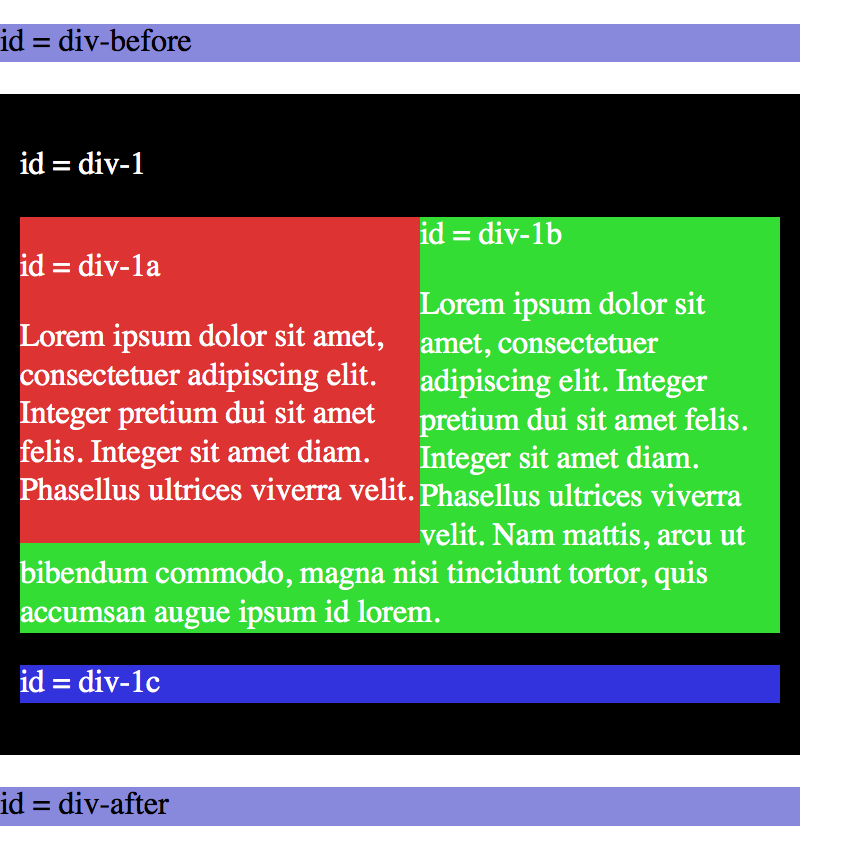 id = div-before
id = div-1
id = div-1a
Lorem ipsum dolor sit amet,
consectetuer adipiscing elit.
Integer pretium dui sit amet
felis. Integer sit amet diam.
Phasellus ultrices viverra velit.
id = div-1b
Lorem ipsum dolor sit
amet, consectetuer
adipiscing elit. Integer
pretium dui sit amet felis.
Integer sit amet diam.
Phasellus ultrices viverra
velit. Nam mattis, arcu ut
bibendum commodo, magna nisi tincidunt tortor, quis
accumsan augue ipsum id lorem.
id = div-1c
id = div-after